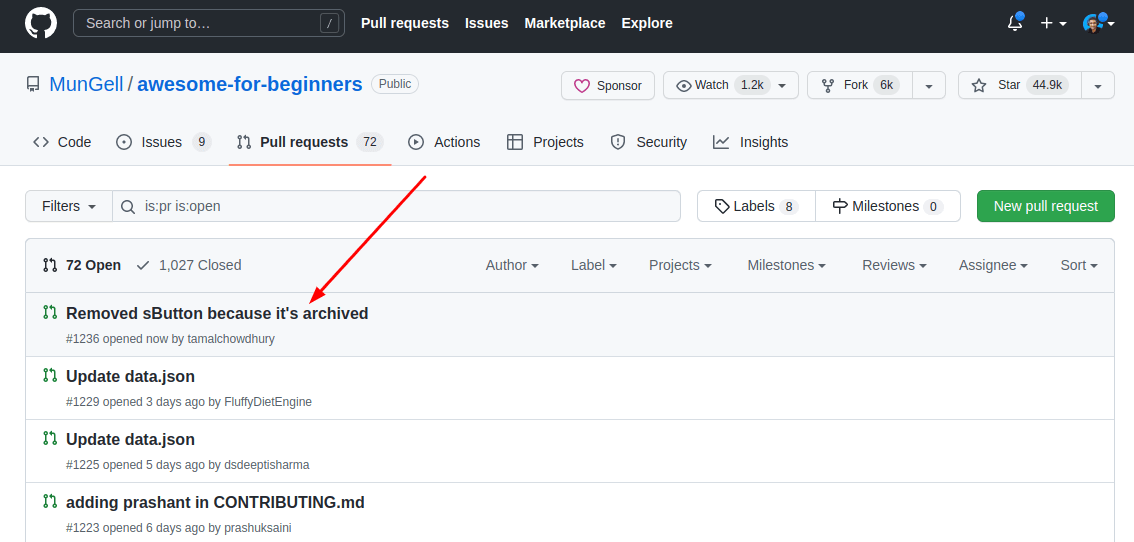 Search or jump to… / Pull requests Issues Marketplace Explore
MunGell / awesome-for-beginners Public Sponsor Watch 1.2k Fork 6k Star 44.9k
Code Issues 9 Pull requests 72 Actions Projects Security Insights
Filters is:pr is:open Labels 8 Milestones 0 New pull request
72 Open 1,027 Closed Author Label Projects Milestones Reviews Assignee Sort
Removed sButton because it's archived
#1236 opened now by tamalchowdhury
Update data.json
#1229 opened 3 days ago by FluffyDietEngine
Update data.json
#1225 opened 5 days ago by dsdeeptisharma
adding prashant in CONTRIBUTING.md
#1223 opened 6 days ago by prashuksaini